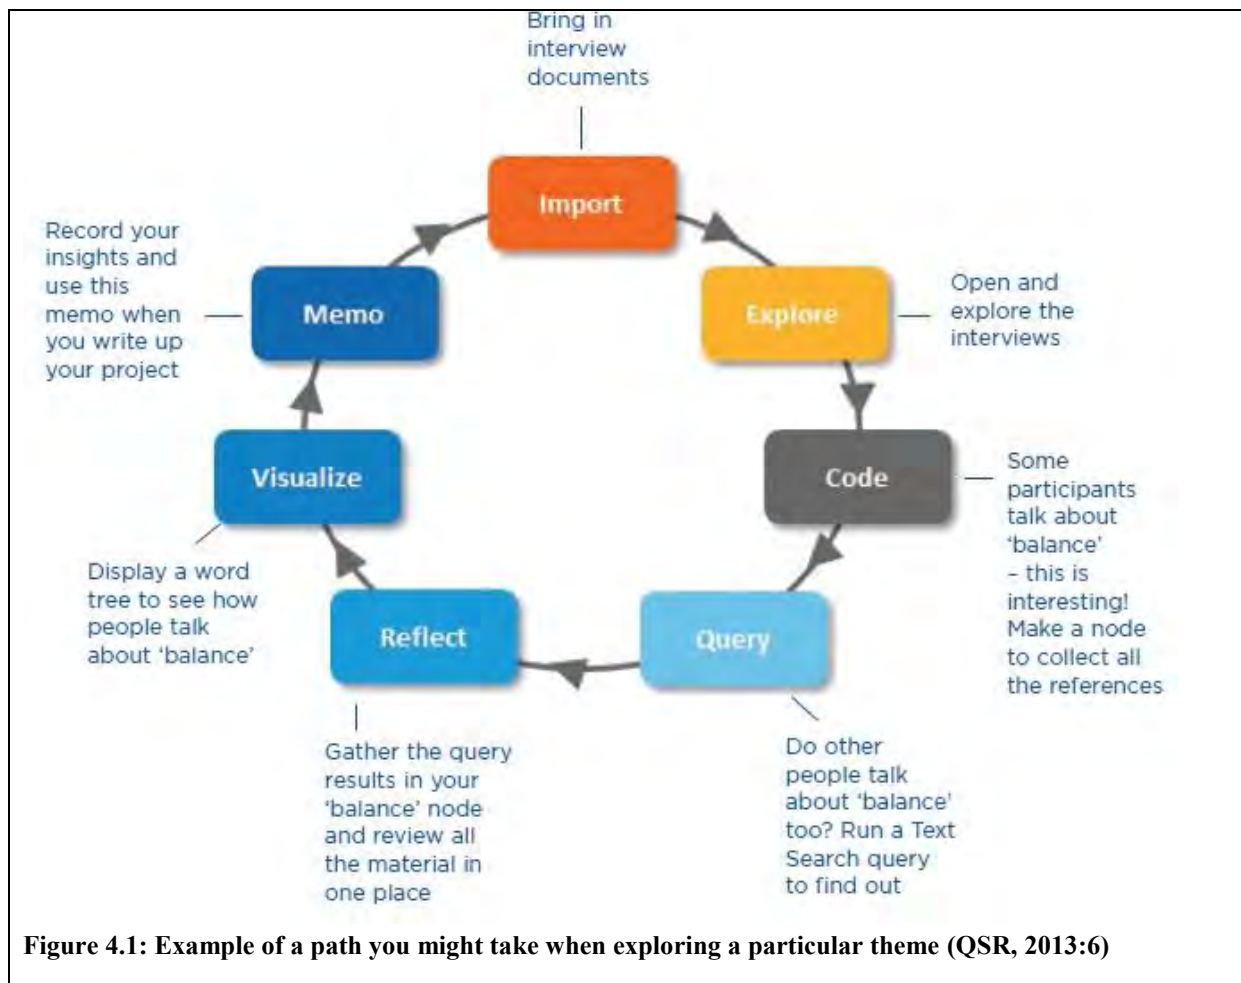 Bring in
interview
documents
Import
Explore
Open and
explore the
interviews
Code
Some
participants
talk about
‘balance’
– this is
interesting!
Make a node
to collect all
the references
Query
Do other
people talk
about ‘balance’
too? Run a Text
Search query
to find out
Reflect
Gather the query
results in your
‘balance’ node
and review all
the material in
one place
Visualize
Display a word
tree to see how
people talk
about ‘balance’
Memo
Record your
insights and
use this
memo when
you write up
your project
Figure 4.1: Example of a path you might take when exploring a particular theme (QSR, 2013:6)